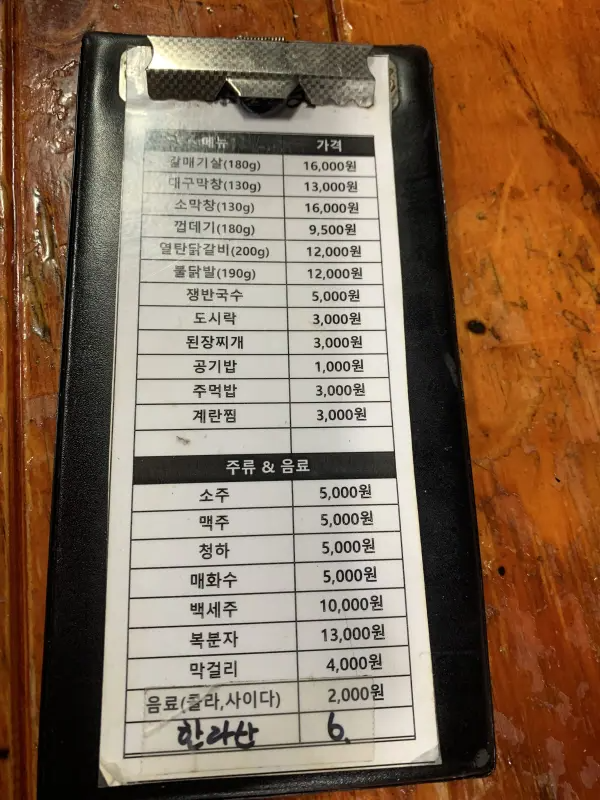 메뉴 가격
갈매기살(180g) 16,000원
대구막창(130g) 13,000원
소막창(130g) 16,000원
껍데기(180g) 9,500원
열탄닭갈비(200g) 12,000원
불닭발(190g) 12,000원
쟁반국수 5,000원
도시락 3,000원
된장찌개 3,000원
공기밥 1,000원
주먹밥 3,000원
계란찜 3,000원
주류 & 음료
소주 5,000원
맥주 5,000원
청하 5,000원
매화수 5,000원
백세주 10,000원
복분자 13,000원
막걸리 4,000원
음료(콜라,사이다) 2,000원
한라산 6.